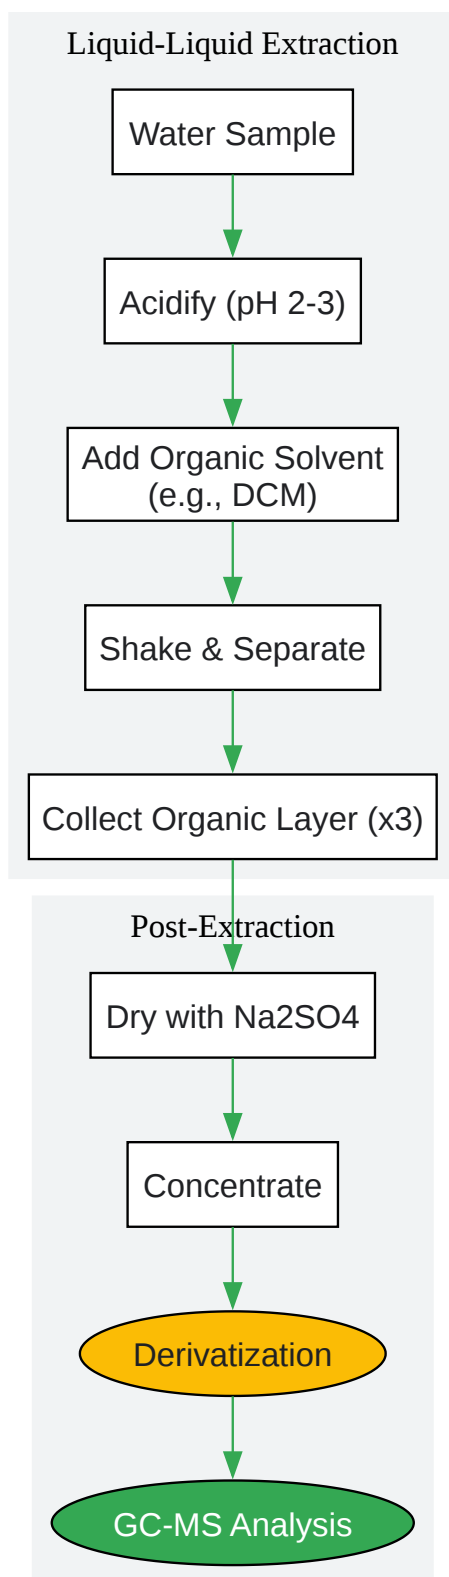 Liquid-Liquid Extraction
Water Sample
Acidify (pH 2-3)
Add Organic Solvent
(e.g., DCM)
Shake & Separate
Collect Organic Layer (x3)
Post-Extraction
Dry with Na2SO4
Concentrate
Derivatization
GC-MS Analysis